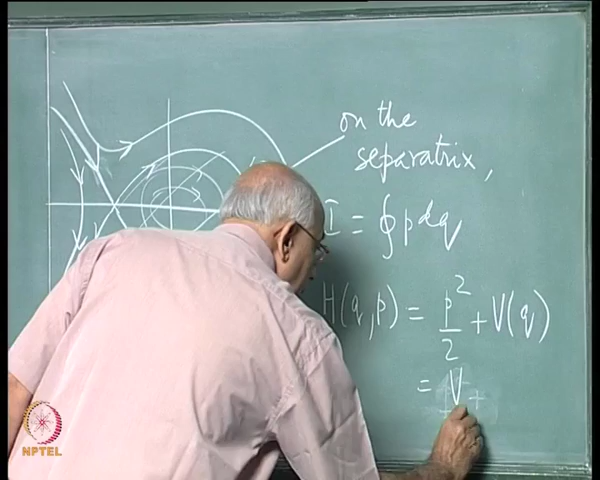 on the
separatrix,
I = ∮ p dq
H(q,p) = p²/2 + V(q)
= V
NPTEL